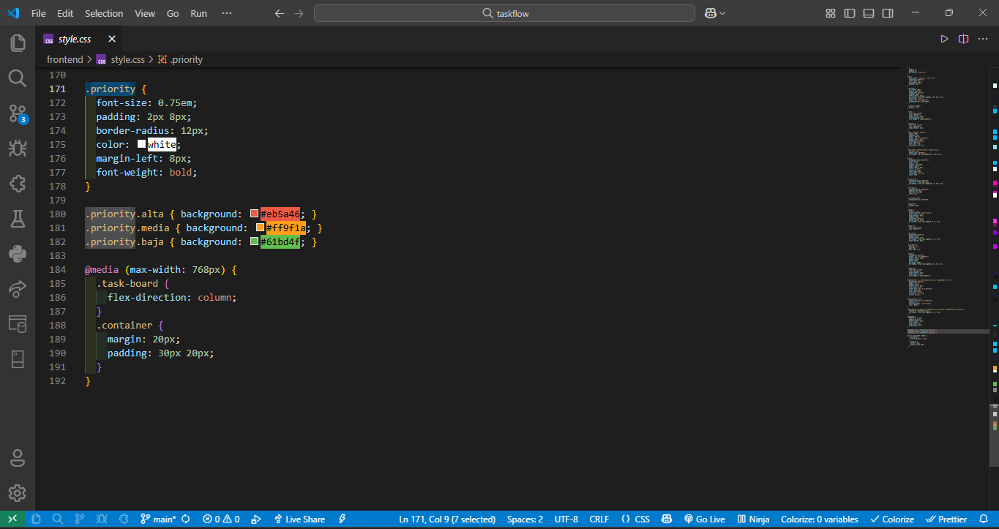 File Edit Selection View Go Run ··· taskflow
css style.css
frontend > css style.css > .priority
170
171 .priority {
172 font-size: 0.75em;
173 padding: 2px 8px;
174 border-radius: 12px;
175 color: white;
176 margin-left: 8px;
177 font-weight: bold;
178 }
179
180 .priority.alta { background: #eb5a46; }
181 .priority.media { background: #ff9f1a; }
182 .priority.baja { background: #61bd4f; }
183
184 @media (max-width: 768px) {
185 .task-board {
186 flex-direction: column;
187 }
188 .container {
189 margin: 20px;
190 padding: 30px 20px;
191 }
192 }
3
main* 0 0 Live Share Ln 171, Col 9 (7 selected) Spaces: 2 UTF-8 CRLF {} CSS Go Live Ninja Colorize: 0 variables Colorize Prettier